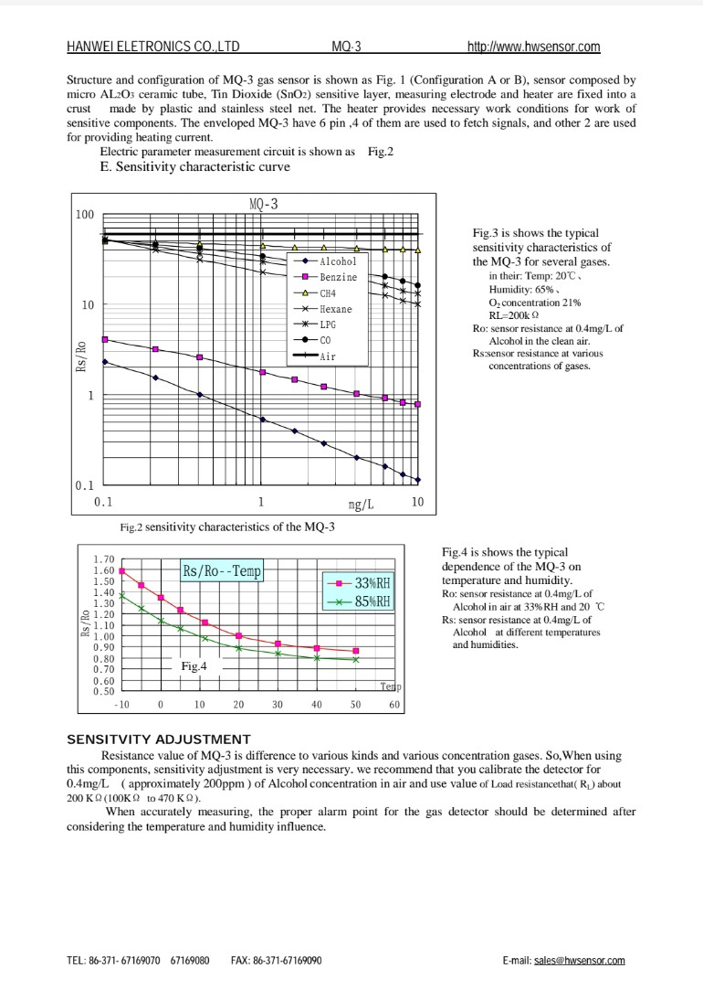 HANWEI ELETRONICS CO.,LTD MQ-3 http://www.hwsensor.com
Structure and configuration of MQ-3 gas sensor is shown as Fig. 1 (Configuration A or B), sensor composed by
micro AL2O3 ceramic tube, Tin Dioxide (SnO2) sensitive layer, measuring electrode and heater are fixed into a
crust made by plastic and stainless steel net. The heater provides necessary work conditions for work of
sensitive components. The enveloped MQ-3 have 6 pin ,4 of them are used to fetch signals, and other 2 are used
for providing heating current.
Electric parameter measurement circuit is shown as Fig.2
E. Sensitivity characteristic curve
MQ-3
100
10
1
0.1
Rs/Ro
Alcohol
Benzine
CH4
Hexane
LPG
CO
Air
0.1 1 mg/L 10
Fig.3 is shows the typical
sensitivity characteristics of
the MQ-3 for several gases.
in their: Temp: 20℃、
Humidity: 65%、
O2 concentration 21%
RL=200kΩ
Ro: sensor resistance at 0.4mg/L of
Alcohol in the clean air.
Rs:sensor resistance at various
concentrations of gases.
Fig.2 sensitivity characteristics of the MQ-3
1.70
1.60
1.50
1.40
1.30
1.20
1.10
1.00
0.90
0.80
0.70
0.60
0.50
Rs/Ro
Rs/Ro--Temp
33%RH
85%RH
Fig.4
Temp
-10 0 10 20 30 40 50 60
Fig.4 is shows the typical
dependence of the MQ-3 on
temperature and humidity.
Ro: sensor resistance at 0.4mg/L of
Alcohol in air at 33%RH and 20 ℃
Rs: sensor resistance at 0.4mg/L of
Alcohol at different temperatures
and humidities.
SENSITVITY ADJUSTMENT
Resistance value of MQ-3 is difference to various kinds and various concentration gases. So,When using
this components, sensitivity adjustment is very necessary. we recommend that you calibrate the detector for
0.4mg/L ( approximately 200ppm ) of Alcohol concentration in air and use value of Load resistancethat( RL) about
200 KΩ(100KΩ to 470 KΩ).
When accurately measuring, the proper alarm point for the gas detector should be determined after
considering the temperature and humidity influence.
TEL: 86-371- 67169070 67169080 FAX: 86-371-67169090 E-mail: sales@hwsensor.com